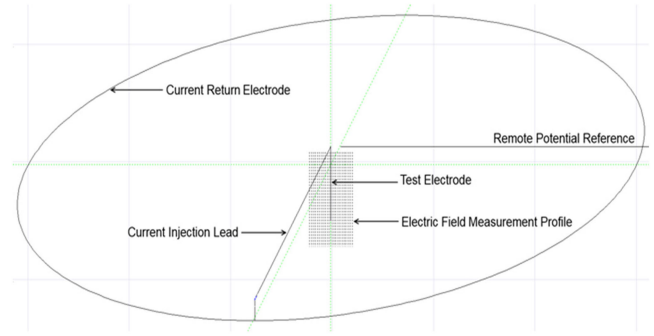 Current Return Electrode
Remote Potential Reference
Test Electrode
Electric Field Measurement Profile
Current Injection Lead